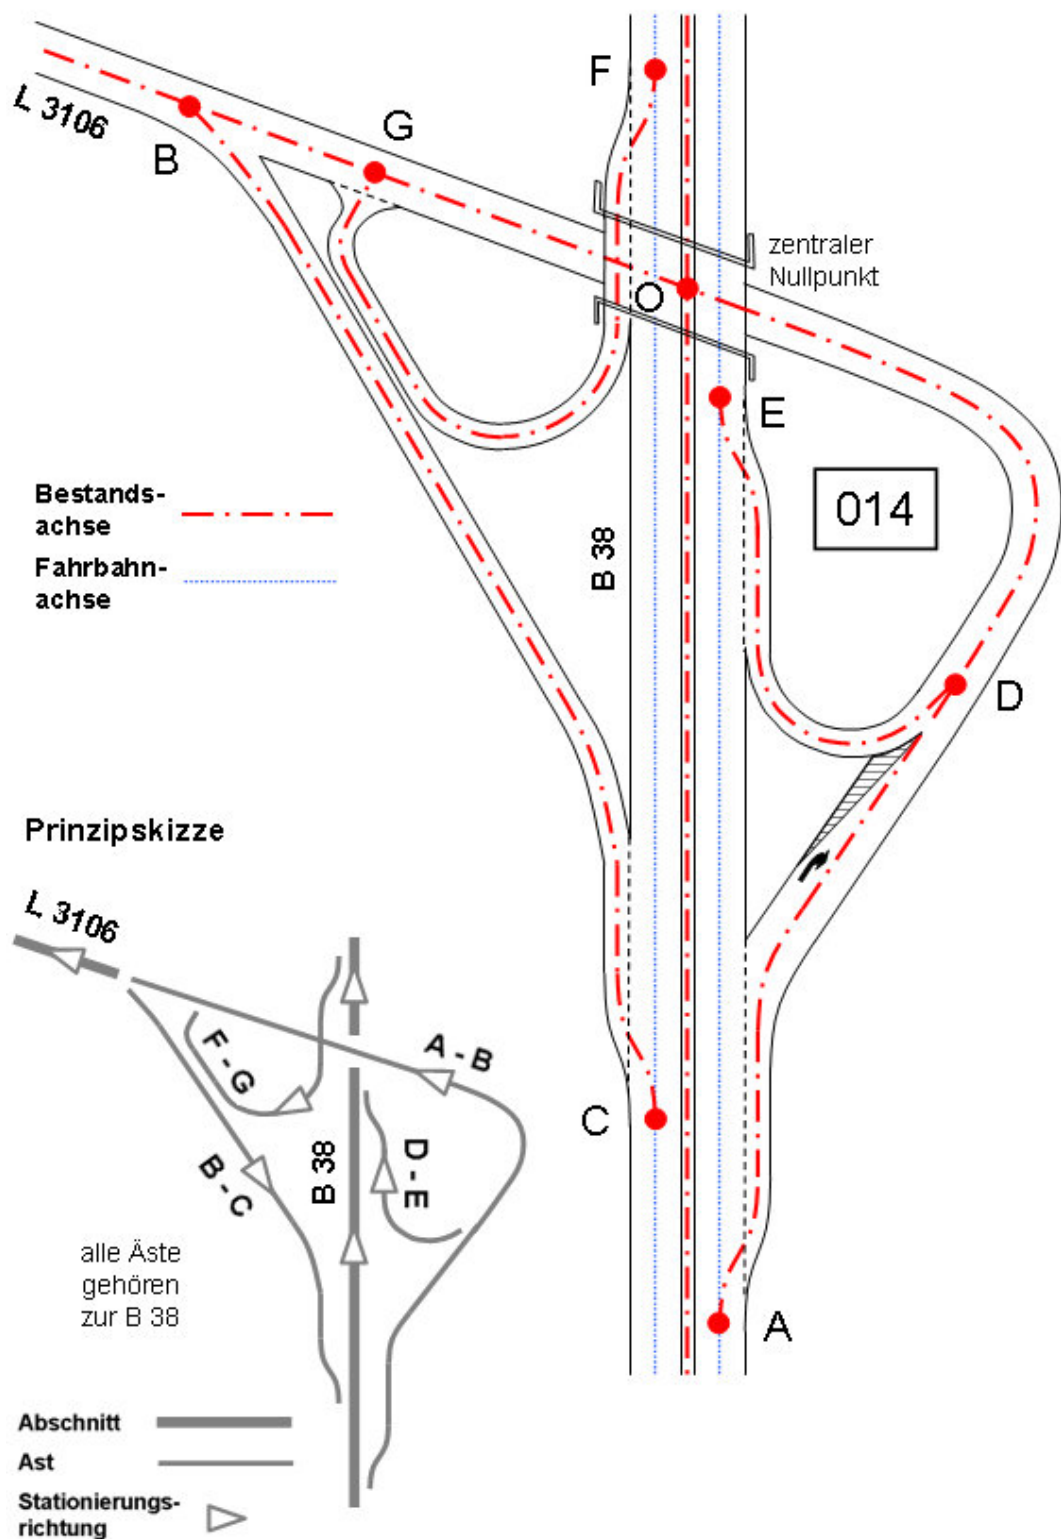 F
G
L 3106
B
zentraler
Nullpunkt
O
E
Bestands-
achse
014
B 38
Fahrbahn-
achse
D
Prinzipskizze
L 3106
F - G
A - B
C
B - C
B 38
D - E
alle Äste
gehören
zur B 38
A
Abschnitt
Ast
Stationierungs-
richtung